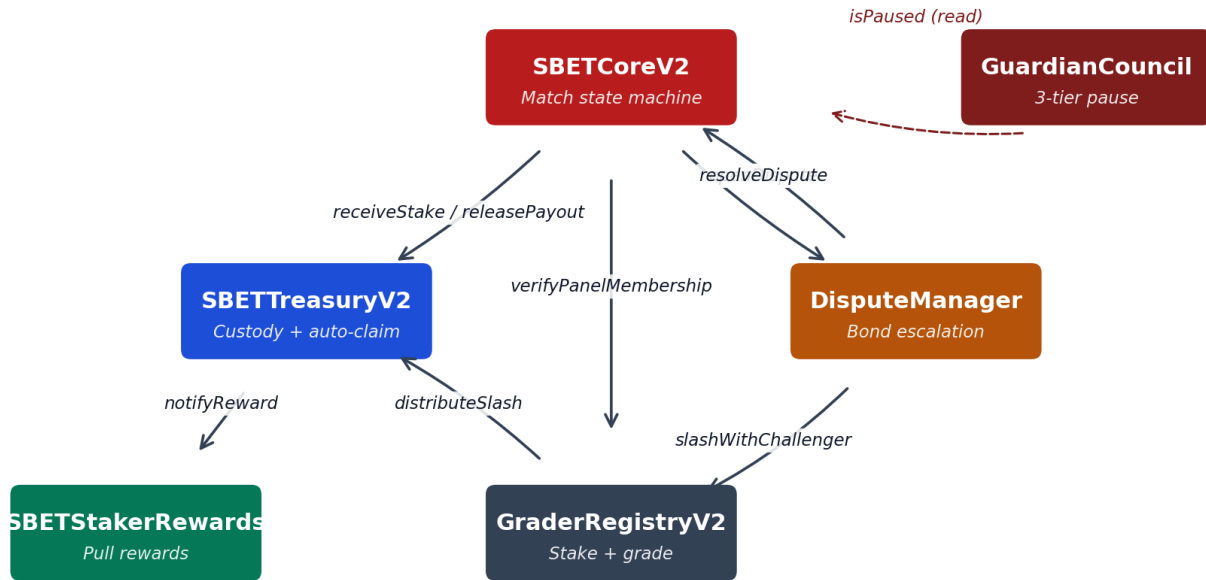 isPaused (read)
SBETCoreV2
Match state machine
GuardianCouncil
3-tier pause
resolveDispute
receiveStake / releasePayout
verifyPanelMembership
SBETTreasuryV2
Custody + auto-claim
DisputeManager
Bond escalation
notifyReward
distributeSlash
slashWithChallenger
SBETStakerRewards
Pull rewards
GraderRegistryV2
Stake + grade